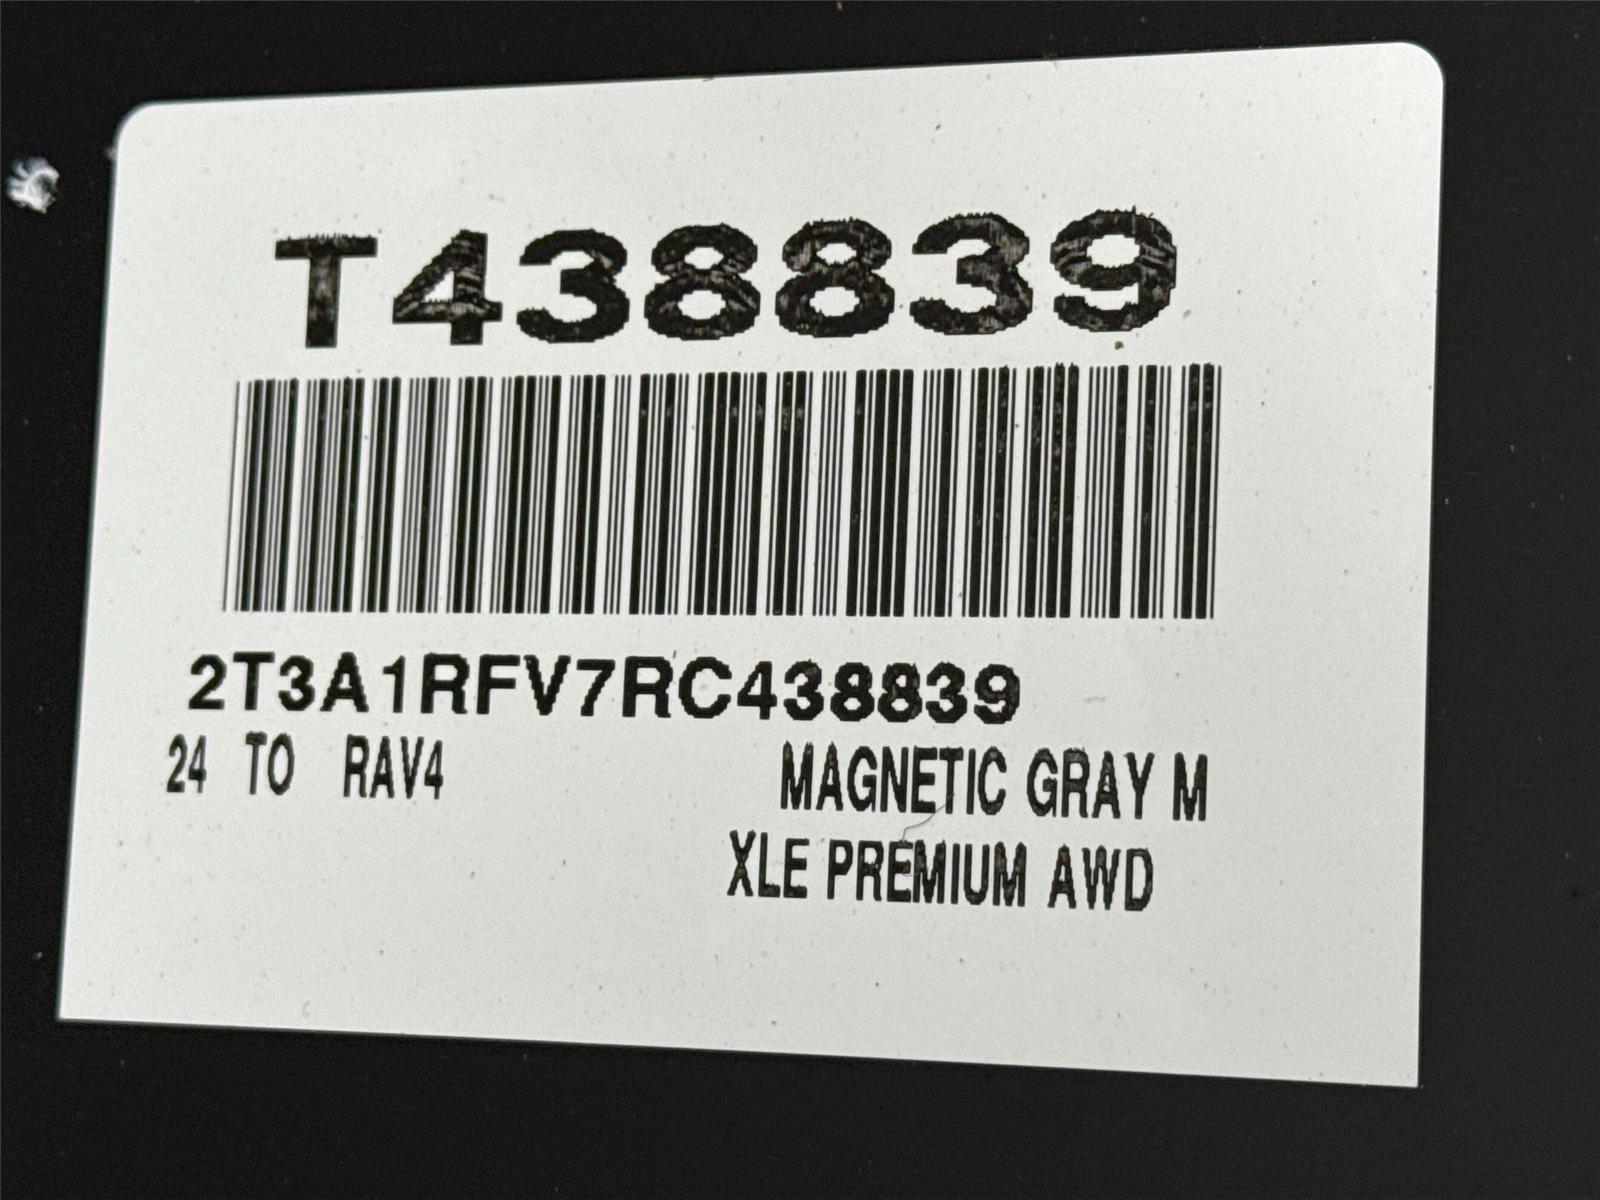 T438839
2T3A1RFV7RC438839
24 TO RAV4 MAGNETIC GRAY M
XLE PREMIUM AWD